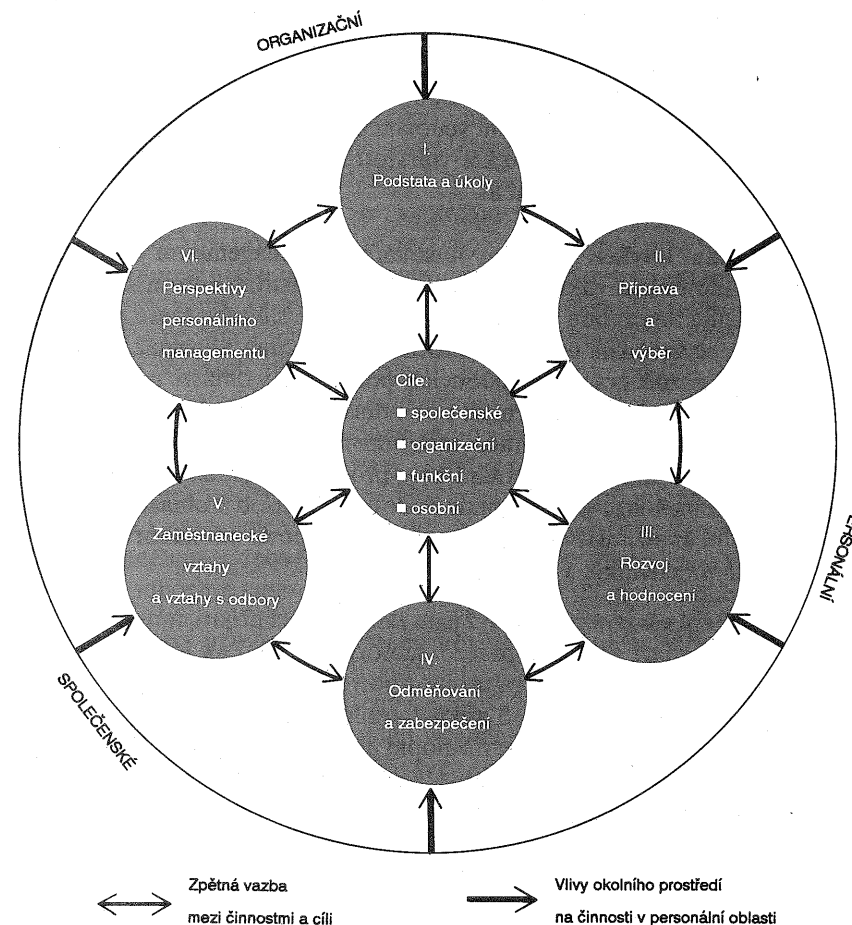 ORGANIZAČNÍ
I.
Podstata a úkoly
VI.
Perspektivy
personálního
managementu
II.
Příprava
a
výběr
Cíle:
■ společenské
■ organizační
■ funkční
■ osobní
V.
Zaměstnanecké
vztahy
a vztahy s odbory
III.
Rozvoj
a hodnocení
IV.
Odměňování
a zabezpečení
SPOLEČENSKÉ
Zpětná vazba
mezi činnostmi a cíli
Vlivy okolního prostředí
na činnosti v personální oblasti